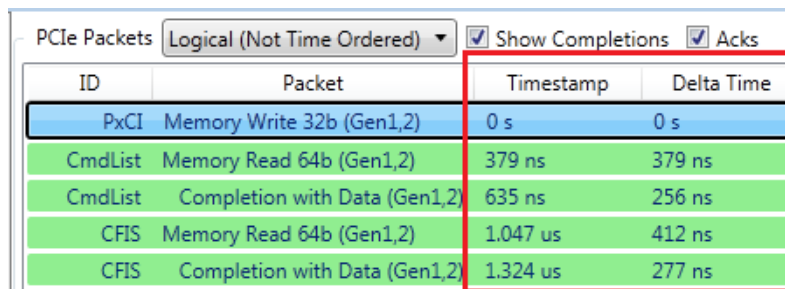 PCIe Packets Logical (Not Time Ordered) Show Completions Acks
ID Packet Timestamp Delta Time
PxCI Memory Write 32b (Gen1,2) 0 s 0 s
CmdList Memory Read 64b (Gen1,2) 379 ns 379 ns
CmdList Completion with Data (Gen1,2) 635 ns 256 ns
CFIS Memory Read 64b (Gen1,2) 1.047 us 412 ns
CFIS Completion with Data (Gen1,2) 1.324 us 277 ns